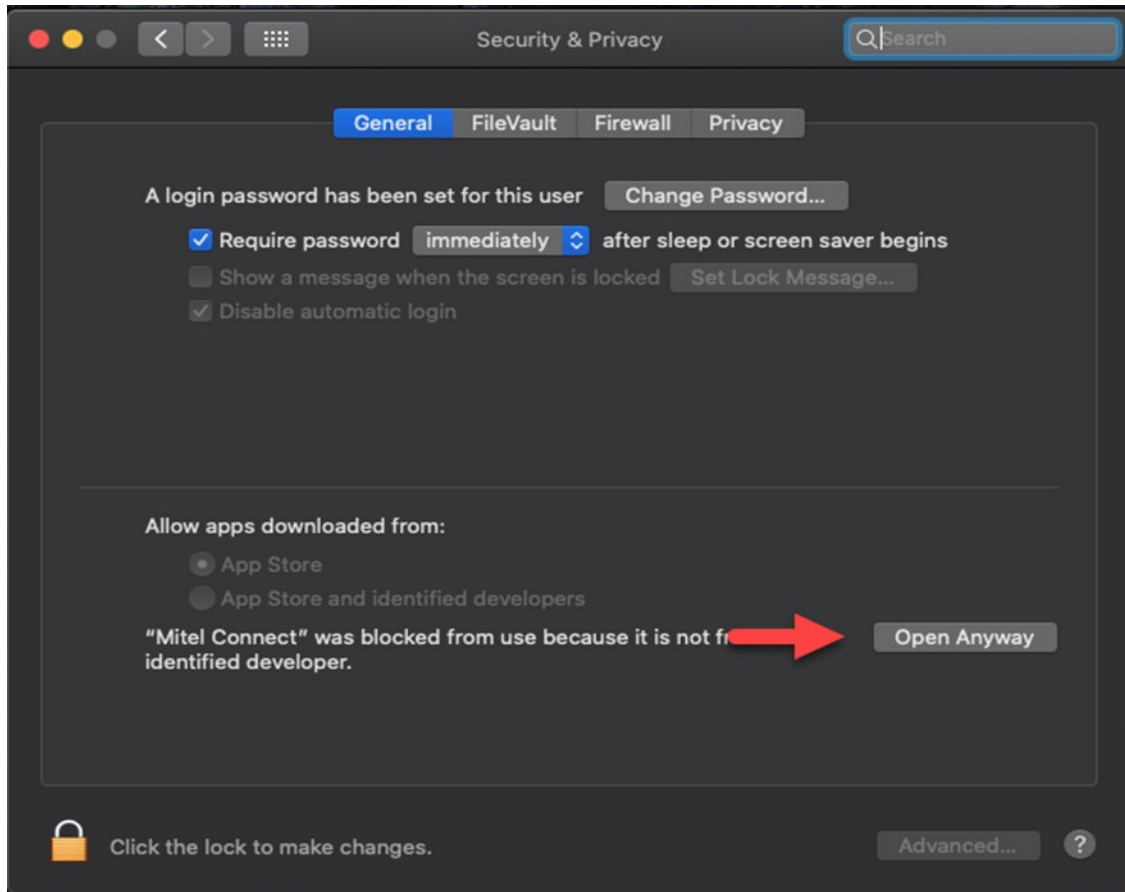 Security & Privacy
Search
General FileVault Firewall Privacy
A login password has been set for this user Change Password...
Require password immediately after sleep or screen saver begins
Show a message when the screen is locked Set Lock Message...
Disable automatic login
Allow apps downloaded from:
App Store
App Store and identified developers
“Mitel Connect” was blocked from use because it is not
identified developer.
Open Anyway
Click the lock to make changes.
Advanced...
?